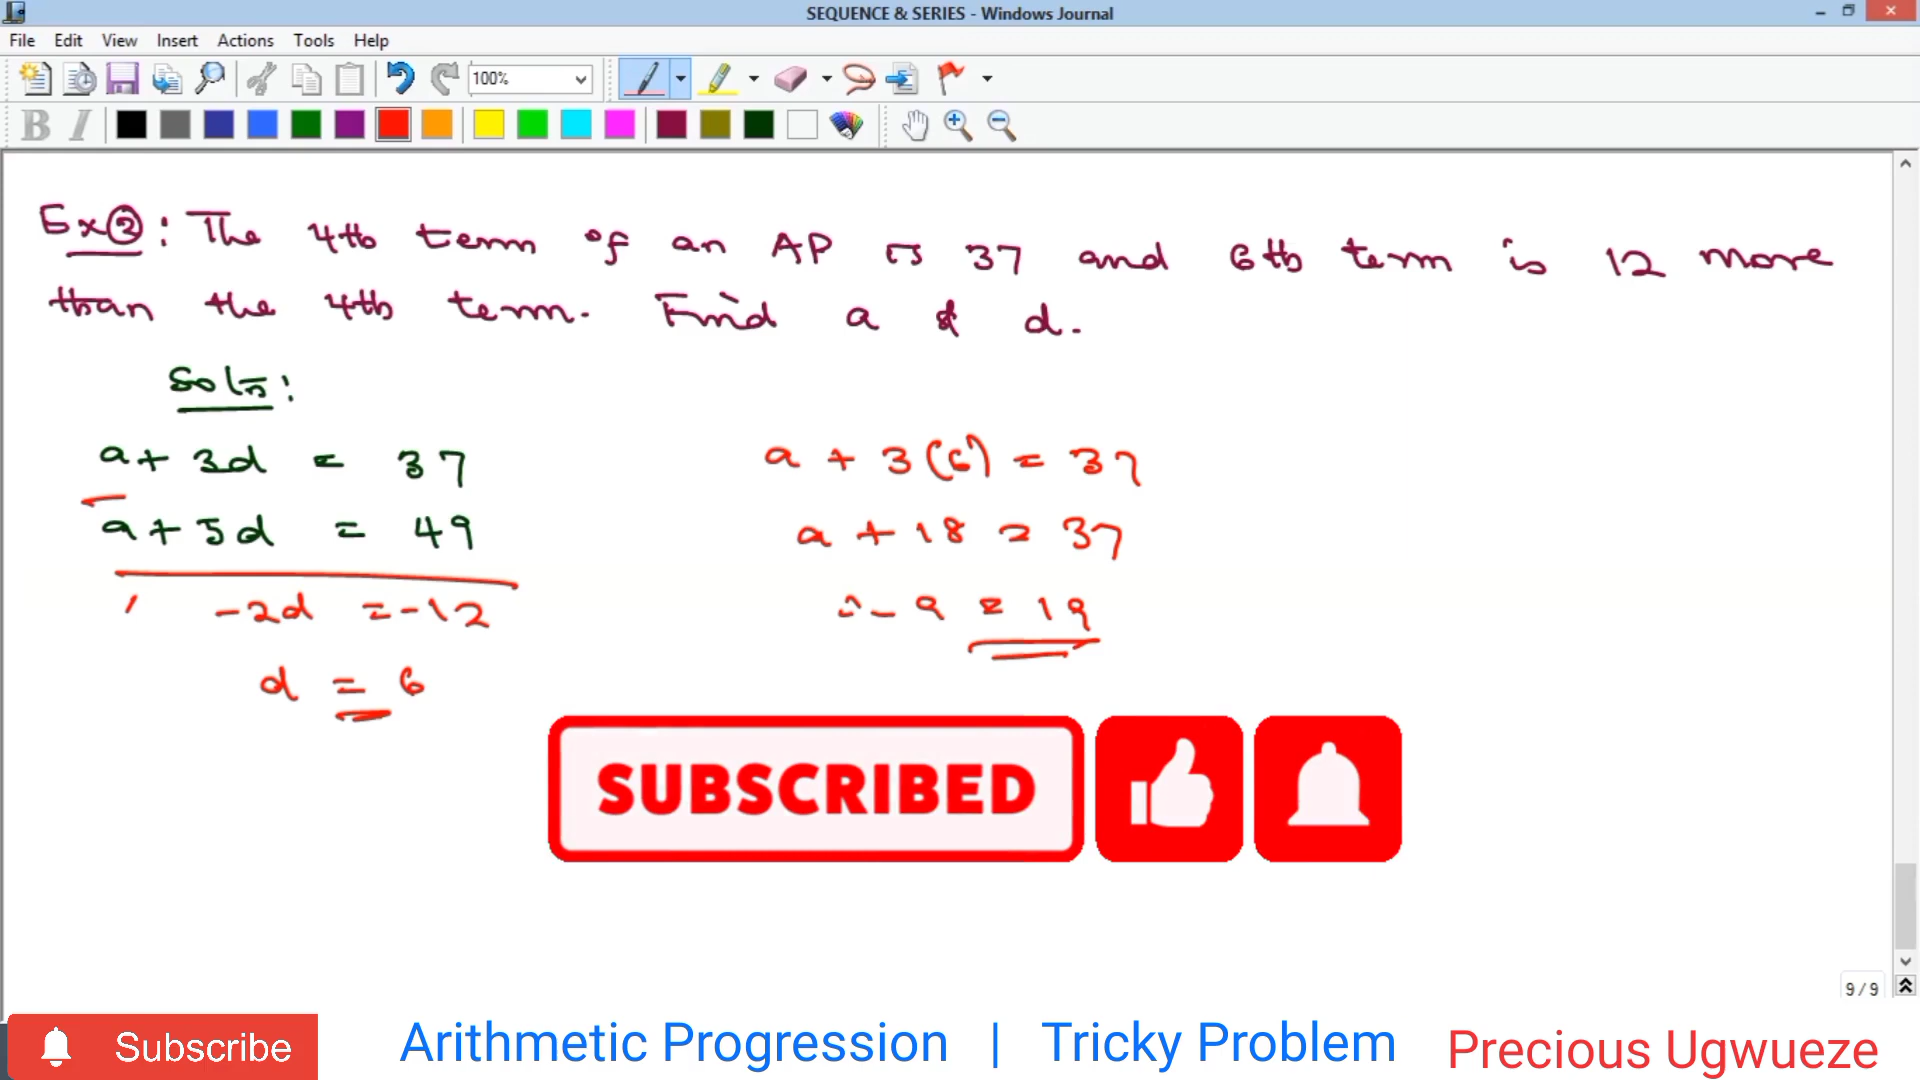 SEQUENCE & SERIES - Windows Journal
File Edit View Insert Actions Tools Help
100%
B I
Ex②: The 4th term of an AP is 37 and 6th term is 12 more
than the 4th term. Find a & d.
Soln:
a + 3d = 37
a + 5d = 49
-2d = -12
d = 6
a + 3(6) = 37
a + 18 = 37
∴ a = 19
SUBSCRIBED
9 / 9
Subscribe
Arithmetic Progression | Tricky Problem
Precious Ugwueze